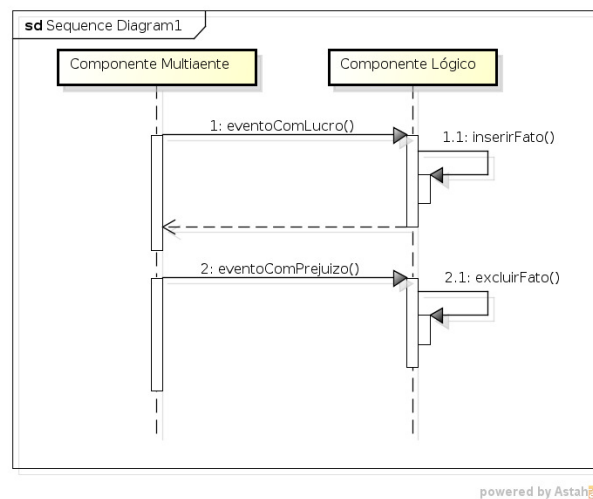 sd Sequence Diagram1
Componente Multiaente
Componente Lógico
1: eventoComLucro()
1.1: inserirFato()
2: eventoComPrejuizo()
2.1: excluirFato()
powered by Astah